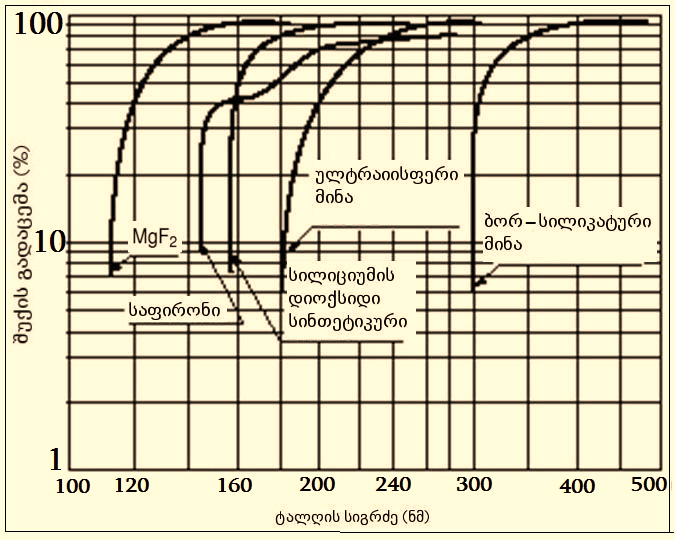 100
10
1
შუქის გადაცემა (%)
MgF2
საფირონი
სილიციუმის
დიოქსიდი
სინთეტიკური
ულტრაიისფერი
მინა
ბორ–სილიკატური
მინა
100 120 160 200 240 300 400 500
ტალღის სიგრძე (ნმ)